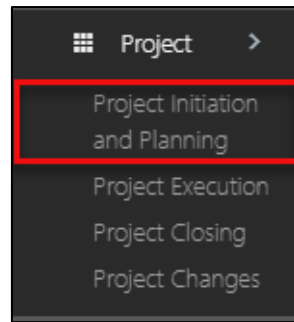 Project >
Project Initiation
and Planning
Project Execution
Project Closing
Project Changes